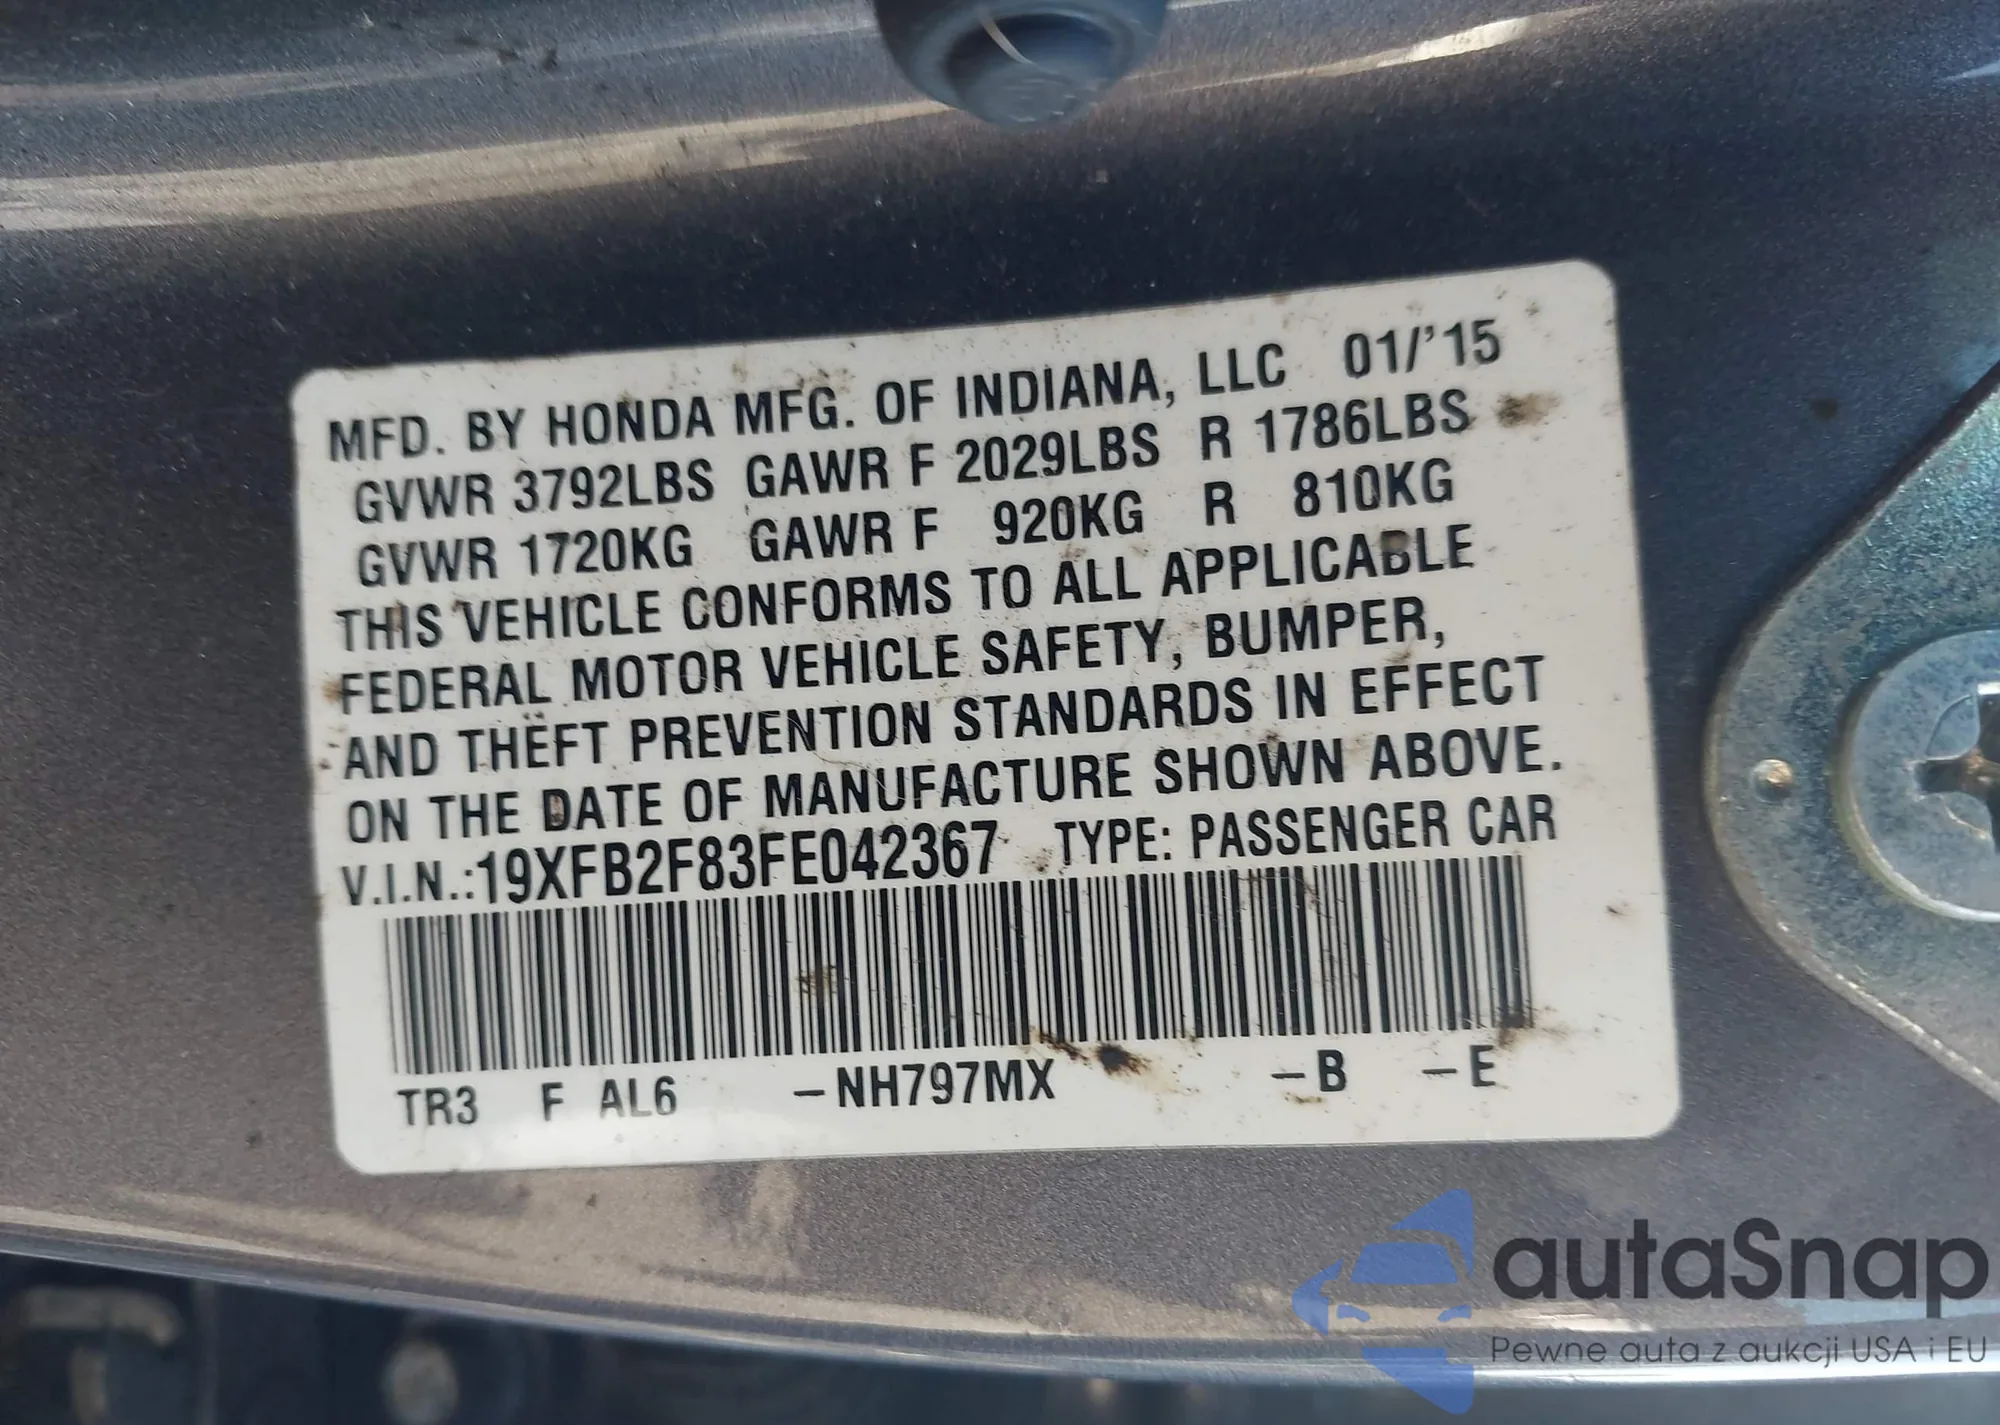 MFD. BY HONDA MFG. OF INDIANA, LLC 01/'15
GVWR 3792LBS GAWR F 2029LBS R 1786LBS
GVWR 1720KG GAWR F 920KG R 810KG
THIS VEHICLE CONFORMS TO ALL APPLICABLE
FEDERAL MOTOR VEHICLE SAFETY, BUMPER,
AND THEFT PREVENTION STANDARDS IN EFFECT
ON THE DATE OF MANUFACTURE SHOWN ABOVE.
V.I.N.:19XFB2F83FE042367 TYPE: PASSENGER CAR
TR3 F AL6 –NH797MX –B –E
autaSnap
Pewne auta z aukcji USA i EU